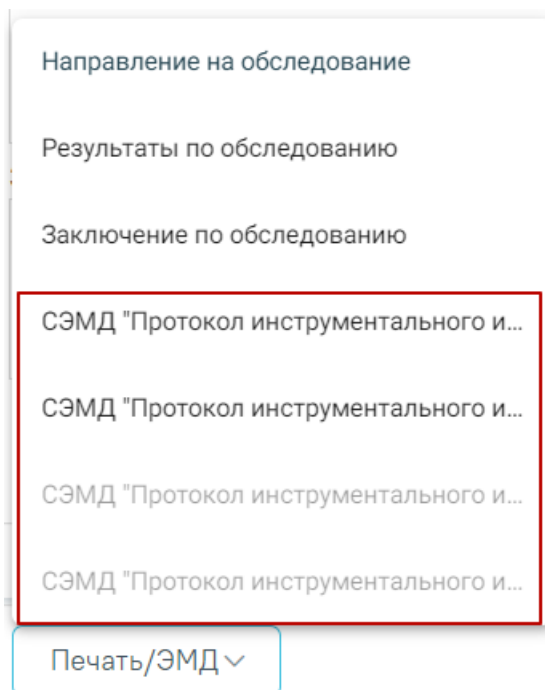 Направление на обследование
Результаты по обследованию
Заключение по обследованию
СЭМД "Протокол инструментального и...
СЭМД "Протокол инструментального и...
СЭМД "Протокол инструментального и...
СЭМД "Протокол инструментального и...
Печать/ЭМД